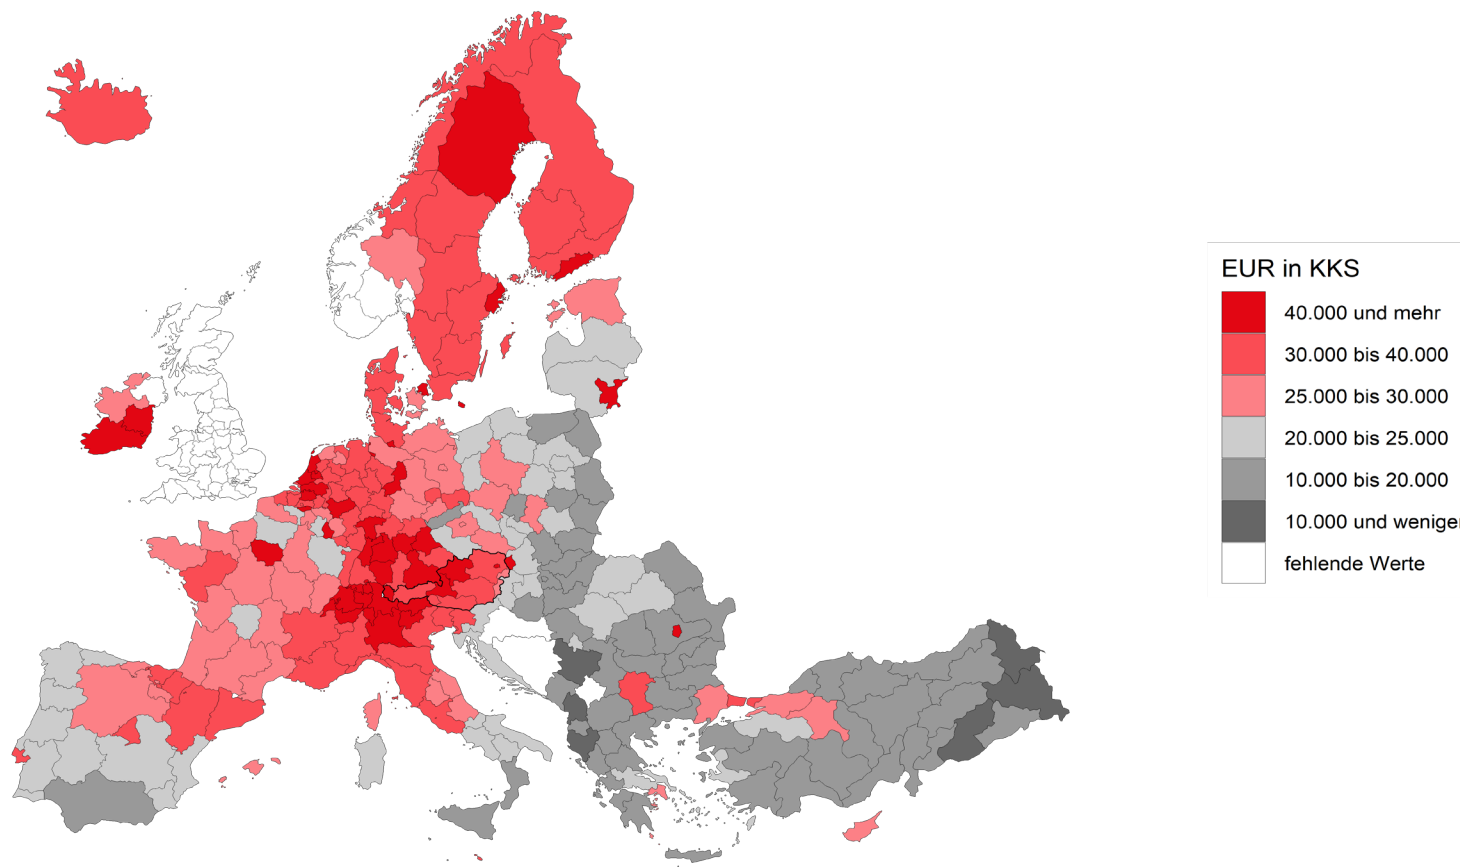 EUR in KKS
40.000 und mehr
30.000 bis 40.000
25.000 bis 30.000
20.000 bis 25.000
10.000 bis 20.000
10.000 und weniger
fehlende Werte